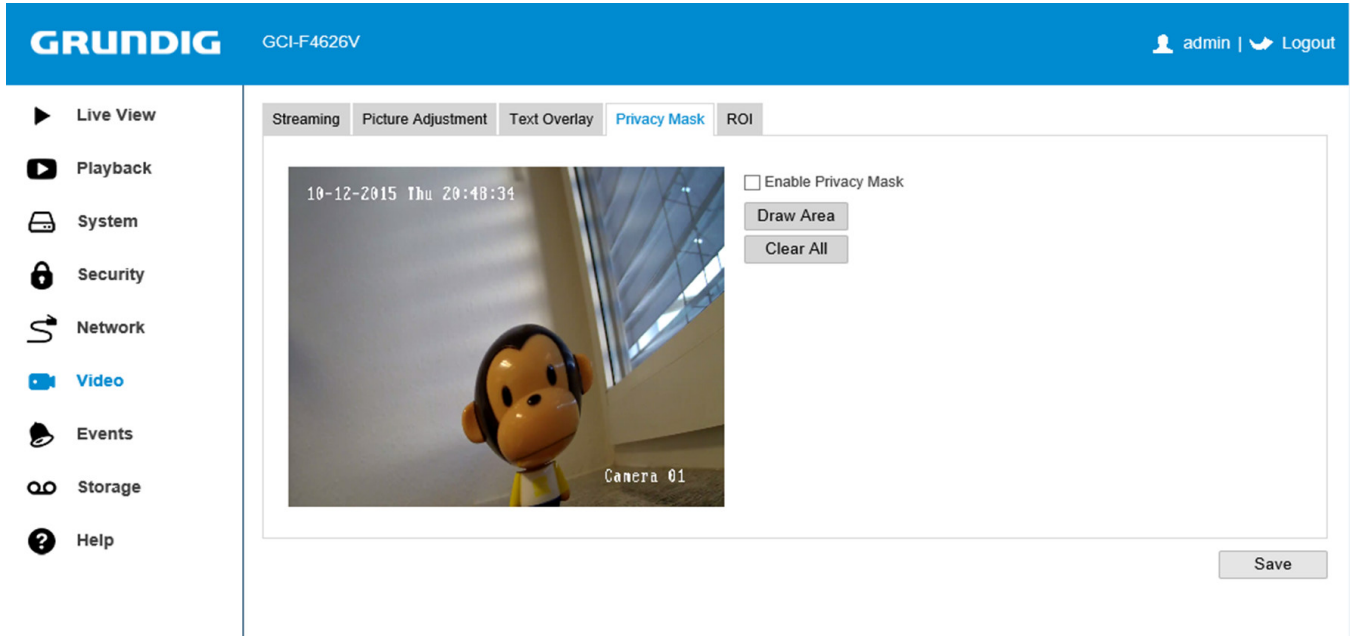 GRUNDIG GCI-F4626V admin | Logout
Live View
Playback
System
Security
Network
Video
Events
Storage
Help
Streaming Picture Adjustment Text Overlay Privacy Mask ROI
10-12-2015 Thu 20:48:34
Camera 01
Enable Privacy Mask
Draw Area
Clear All
Save